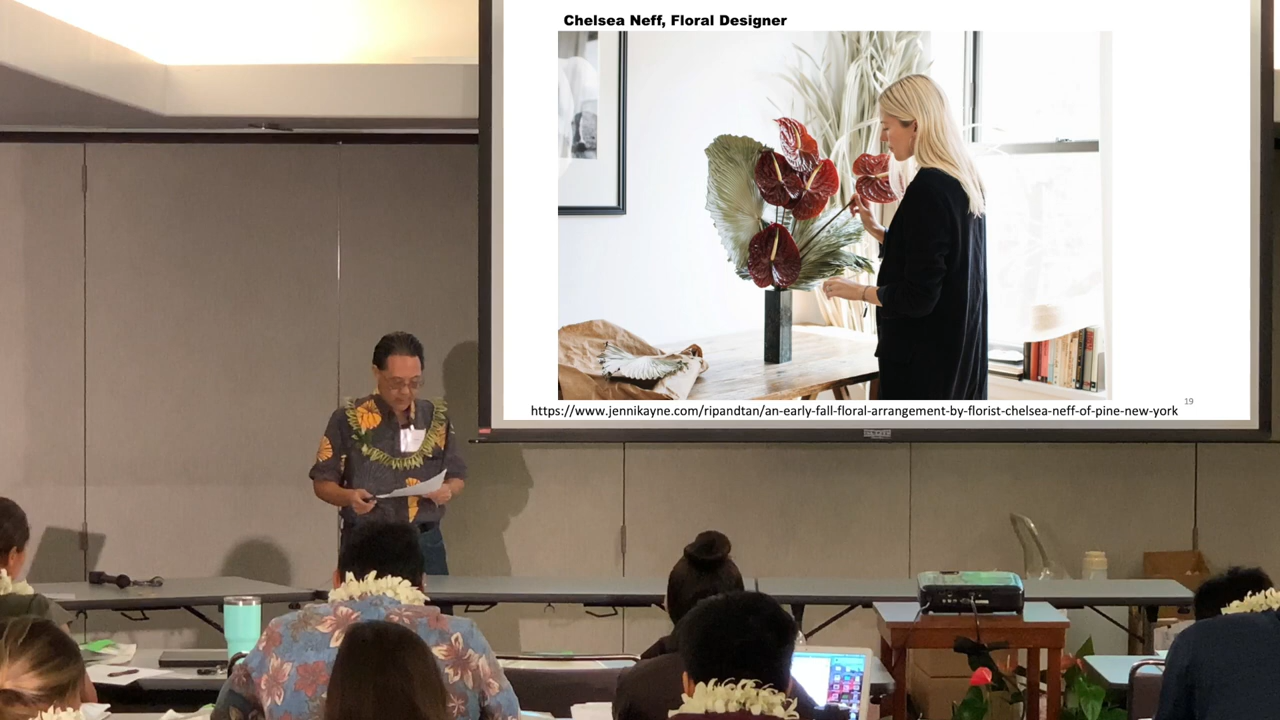 Chelsea Neff, Floral Designer
19
https://www.jennikayne.com/ripandtan/an-early-fall-floral-arrangement-by-florist-chelsea-neff-of-pine-new-york